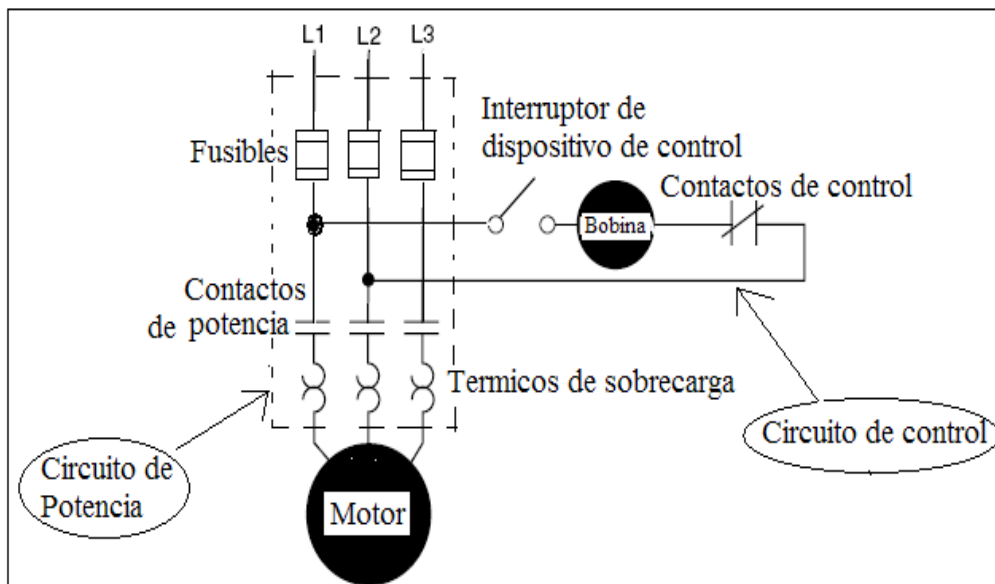 L1 L2 L3
Interruptor de
dispositivo de control
Fusibles
Contactos de control
Bobina
Contactos
de potencia
Termicos de sobrecarga
Circuito de control
Circuito de
Potencia
Motor